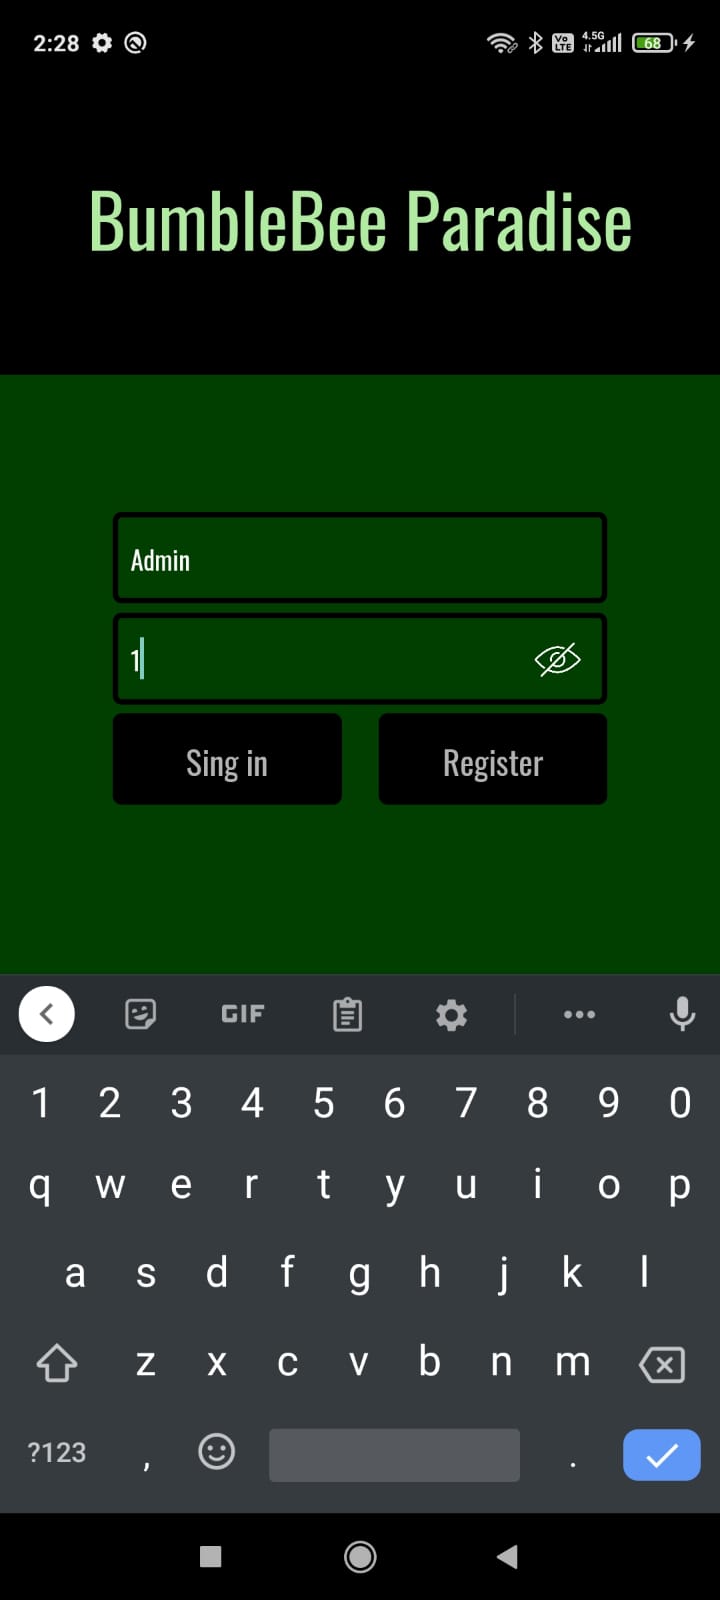 2:28 Vo LTE 4.5G 68
BumbleBee Paradise
Admin
1
Sing in Register
GIF
1 2 3 4 5 6 7 8 9 0
q w e r t y u i o p
a s d f g h j k l
z x c v b n m
?123 , .